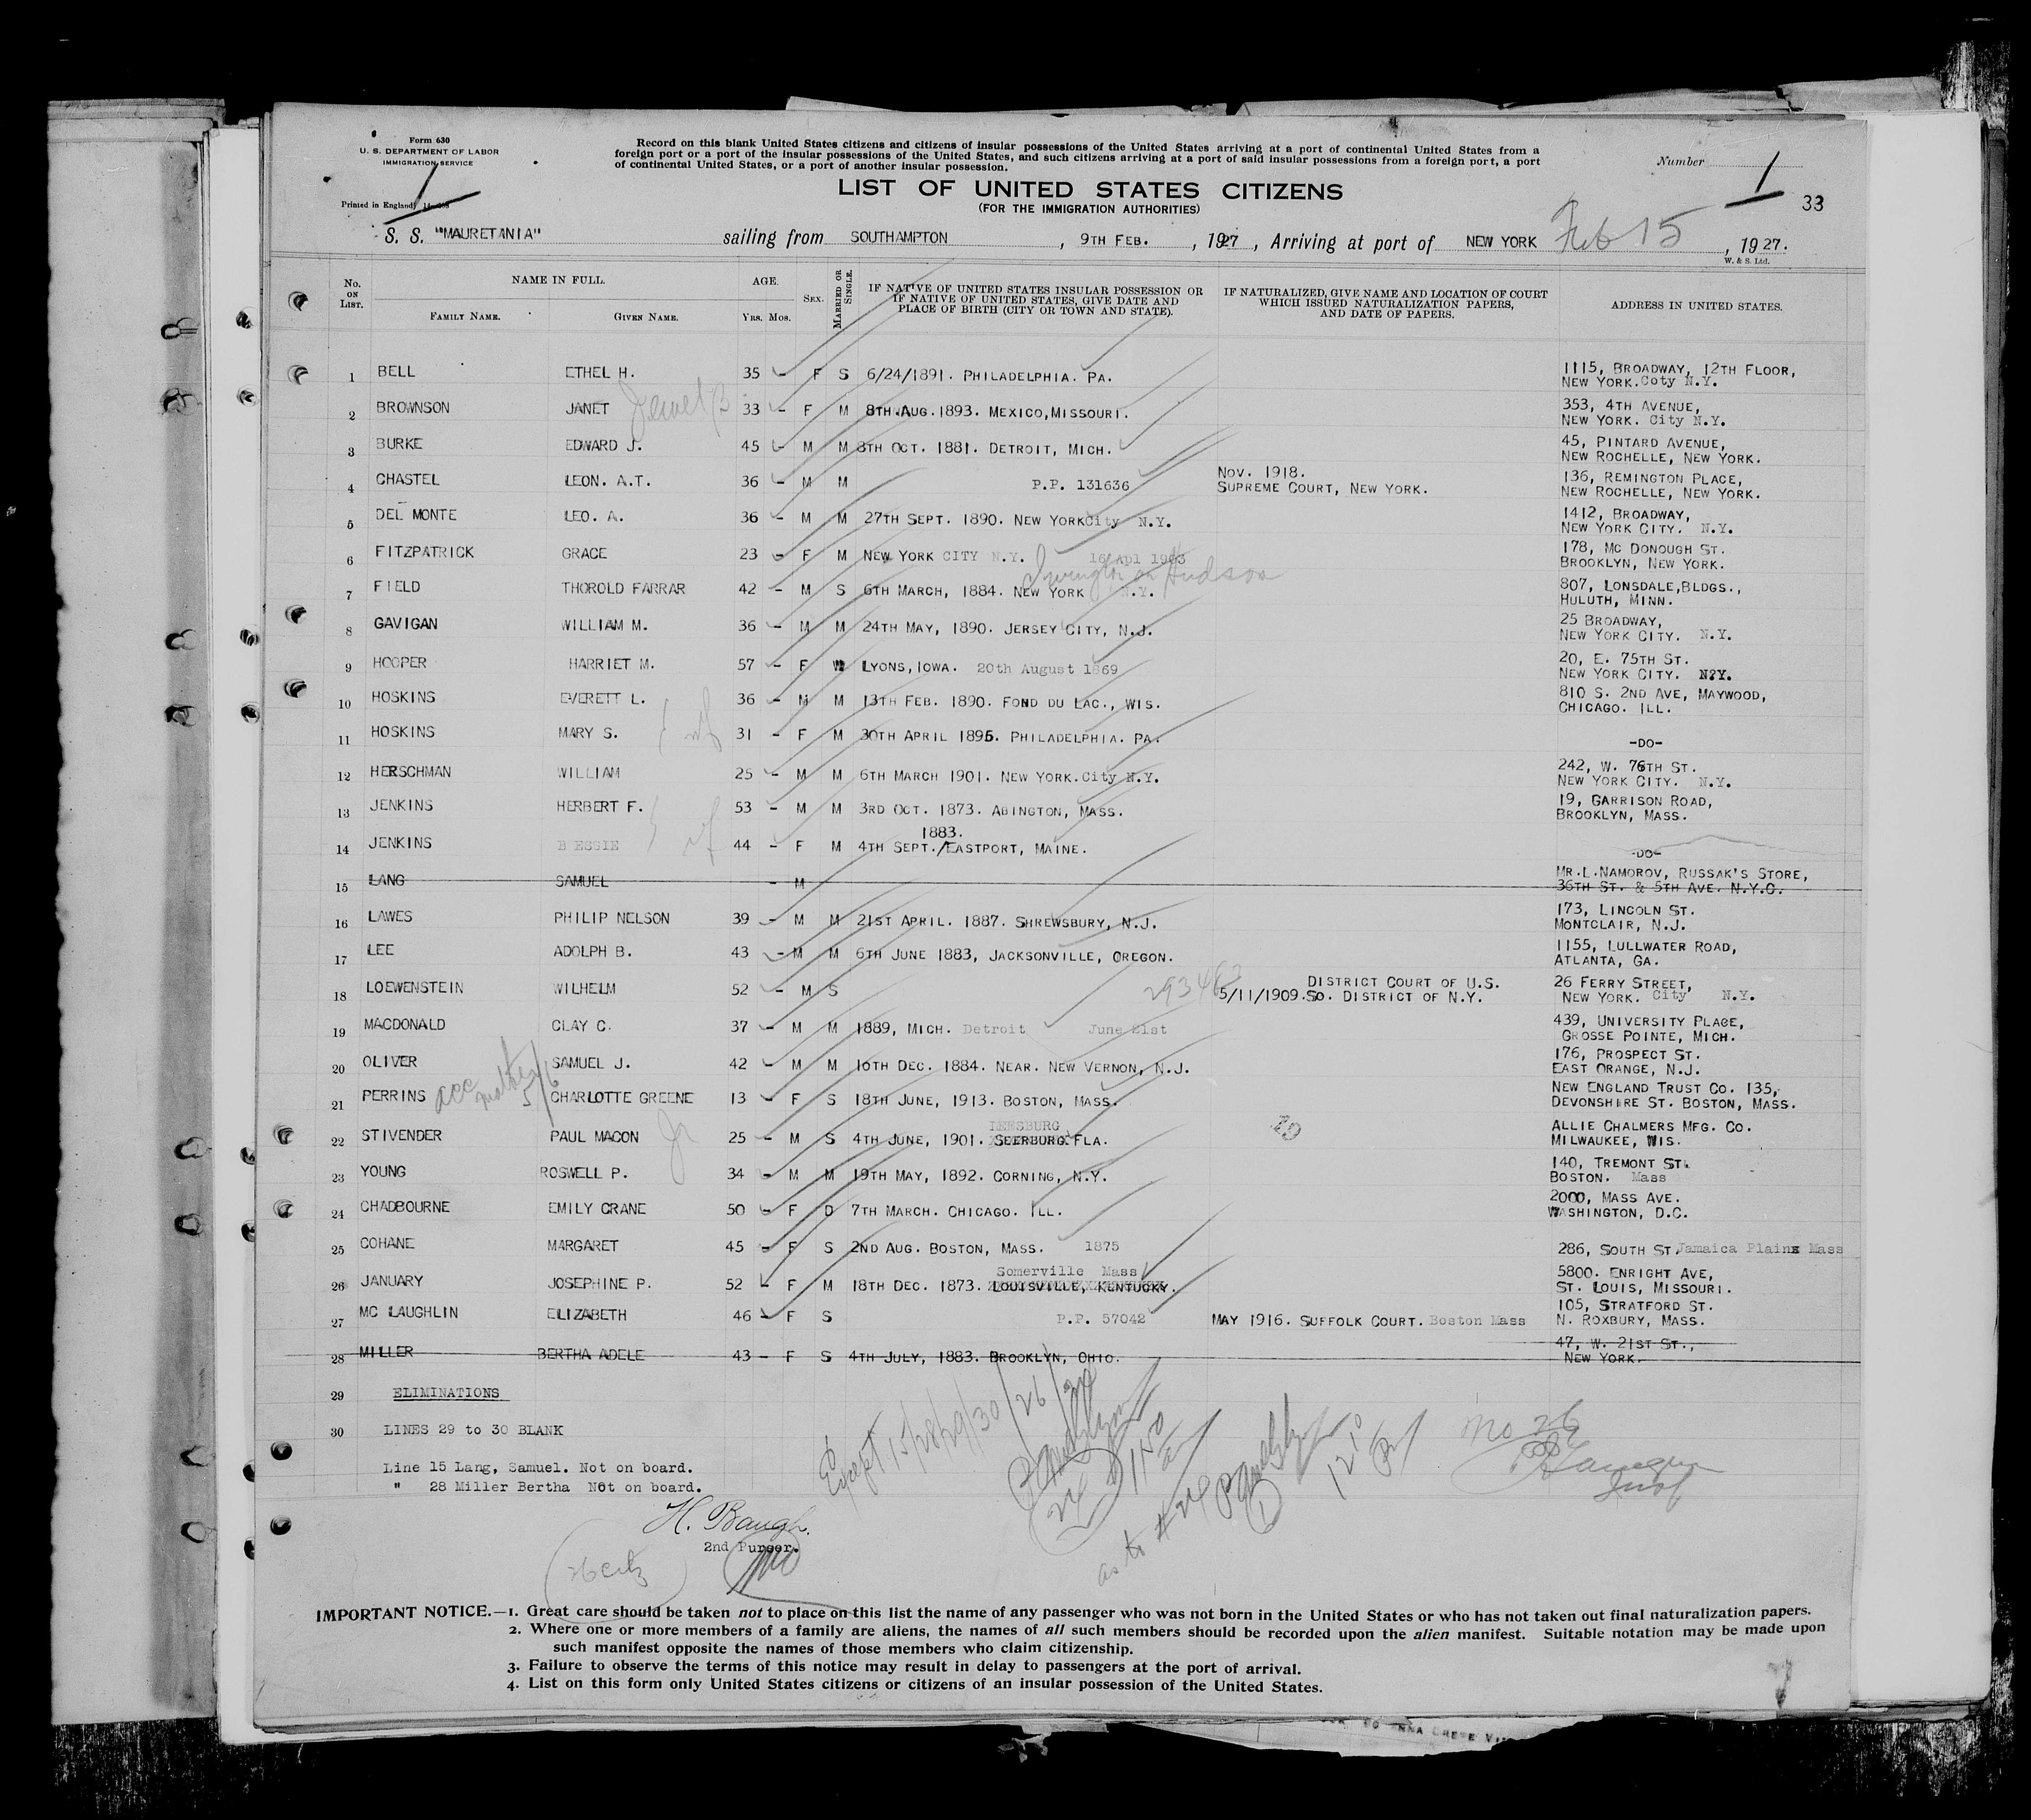 Form 630
U. S. DEPARTMENT OF LABOR
IMMIGRATION SERVICE
Printed in England
Record on this blank United States citizens and citizens of insular possessions of the United States arriving at a port of continental United States from a
foreign port or a port of the insular possessions of the United States, and such citizens arriving at a port of said insular possessions from a foreign port, a port
of continental United States, or a port of another insular possession.
Number 1
33
LIST OF UNITED STATES CITIZENS
(FOR THE IMMIGRATION AUTHORITIES)
S. S. "MAURETANIA" sailing from SOUTHAMPTON, 9TH FEB., 1927, Arriving at port of NEW YORK Feb 15, 1927.
W. & S. Ltd.
No. ON LIST. NAME IN FULL. AGE. SEX. MARRIED OR SINGLE. IF NATIVE OF UNITED STATES INSULAR POSSESSION OR IF NATIVE OF UNITED STATES, GIVE DATE AND PLACE OF BIRTH (CITY OR TOWN AND STATE). IF NATURALIZED, GIVE NAME AND LOCATION OF COURT WHICH ISSUED NATURALIZATION PAPERS, AND DATE OF PAPERS. ADDRESS IN UNITED STATES.
FAMILY NAME. GIVEN NAME. YRS. MOS.
1 BELL ETHEL H. 35 - F S 6/24/1891. PHILADELPHIA. PA. 1115, BROADWAY, 12TH FLOOR,
NEW YORK. Coty N.Y.
2 BROWNSON JANET Jewel B 33 - F M 8TH AUG. 1893. MEXICO, MISSOURI. 353, 4TH AVENUE,
NEW YORK. City N.Y.
3 BURKE EDWARD J. 45 - M M 8TH OCT. 1881. DETROIT, MICH. 45, PINTARD AVENUE,
NEW ROCHELLE, NEW YORK.
4 CHASTEL LEON. A.T. 36 - M M P.P. 131636 NOV. 1918.
SUPREME COURT, NEW YORK. 136, REMINGTON PLACE,
NEW ROCHELLE, NEW YORK.
5 DEL MONTE LEO. A. 36 - M M 27TH SEPT. 1890. NEW YORK City N.Y. 1412, BROADWAY,
NEW YORK CITY. N.Y.
6 FITZPATRICK GRACE 23 - F M NEW YORK CITY N.Y. 16 Apl 1903 178, MC DONOUGH ST.
BROOKLYN, NEW YORK.
Irvington on Hudson
7 FIELD THOROLD FARRAR 42 - M S 6TH MARCH, 1884. NEW YORK N.Y. 807, LONSDALE, BLDGS.,
HULUTH, MINN.
8 GAVIGAN WILLIAM M. 36 - M M 24TH MAY, 1890. JERSEY CITY, N.J. 25 BROADWAY,
NEW YORK CITY. N.Y.
9 HOOPER HARRIET M. 57 - F W LYONS, IOWA. 20th August 1869 20, E. 75TH ST.
NEW YORK CITY. N.Y.
10 HOSKINS EVERETT L. 36 - M M 13TH FEB. 1890. FOND DU LAC., WIS. 810 S. 2ND AVE, MAYWOOD,
CHICAGO. ILL.
11 HOSKINS MARY S. wf 31 - F M 30TH APRIL 1895. PHILADELPHIA. PA. -DO-
12 HERSCHMAN WILLIAM 25 - M M 6TH MARCH 1901. NEW YORK. City N.Y. 242, W. 76TH ST.
NEW YORK CITY. N.Y.
13 JENKINS HERBERT F. 53 - M M 3RD OCT. 1873. ABINGTON, MASS. 19, GARRISON ROAD,
BROOKLYN, MASS.
1883.
14 JENKINS BESSIE wf 44 - F M 4TH SEPT./EASTPORT, MAINE. -DO-
15 LANG SAMUEL - M MR.L.NAMOROV, RUSSAK'S STORE,
36TH ST. & 5TH AVE. N.Y.C.
16 LAWES PHILIP NELSON 39 - M M 21ST APRIL. 1887. SHREWSBURY, N.J. 173, LINCOLN ST.
MONTCLAIR, N.J.
17 LEE ADOLPH B. 43 - M M 6TH JUNE 1883, JACKSONVILLE, OREGON. 1155, LULLWATER ROAD,
ATLANTA, GA.
18 LOEWENSTEIN WILHELM 52 - M S DISTRICT COURT OF U.S.
5/11/1909. SO. DISTRICT OF N.Y. 26 FERRY STREET,
NEW YORK. City N.Y.
19 MACDONALD CLAY C. 37 - M M 1889, MICH. Detroit June 21st 439, UNIVERSITY PLACE,
GROSSE POINTE, MICH.
20 OLIVER SAMUEL J. 42 M M 10TH DEC. 1884. NEAR. NEW VERNON, N.J. 176, PROSPECT ST.
EAST ORANGE, N.J.
21 PERRINS acc mother 5/6 CHARLOTTE GREENE 13 - F S 18TH JUNE, 1913. BOSTON, MASS. NEW ENGLAND TRUST CO. 135,
DEVONSHIRE ST. BOSTON, MASS.
LEESBURG
22 STIVENDER PAUL MACON Jr 25 - M S 4TH JUNE, 1901. SEERBURG. FLA. 19 ALLIE CHALMERS MFG. CO.
MILWAUKEE, WIS.
23 YOUNG ROSWELL P. 34 - M M 19TH MAY, 1892. CORNING, N.Y. 140, TREMONT ST.
BOSTON. Mass
24 CHADBOURNE EMILY CRANE 50 - F D 7TH MARCH. CHICAGO. ILL. 2000, MASS AVE.
WASHINGTON, D.C.
25 COHANE MARGARET 45 - F S 2ND AUG. BOSTON, MASS. 1875 286, SOUTH ST. Jamaica Plains Mass
Somerville Mass
26 JANUARY JOSEPHINE P. 52 - F M 18TH DEC. 1873. LOUISVILLE, KENTUCKY. 5800. ENRIGHT AVE,
ST. LOUIS, MISSOURI.
27 MC LAUGHLIN ELIZABETH 46 - F S P.P. 57042 MAY 1916. SUFFOLK COURT. Boston Mass 105, STRATFORD ST.
N. ROXBURY, MASS.
28 MILLER BERTHA ADELE 43 - F S 4TH JULY, 1883. BROOKLYN, OHIO. 47, W. 21ST ST.,
NEW YORK.
29 ELIMINATIONS
30 LINES 29 to 30 BLANK
Line 15 Lang, Samuel. Not on board.
" 28 Miller Bertha Not on board.
Except 15/28/29/30/26/24
as to #24
H. Baugh.
2nd Purser.
IMPORTANT NOTICE.—1. Great care should be taken not to place on this list the name of any passenger who was not born in the United States or who has not taken out final naturalization papers.
2. Where one or more members of a family are aliens, the names of all such members should be recorded upon the alien manifest. Suitable notation may be made upon
such manifest opposite the names of those members who claim citizenship.
3. Failure to observe the terms of this notice may result in delay to passengers at the port of arrival.
4. List on this form only United States citizens or citizens of an insular possession of the United States.